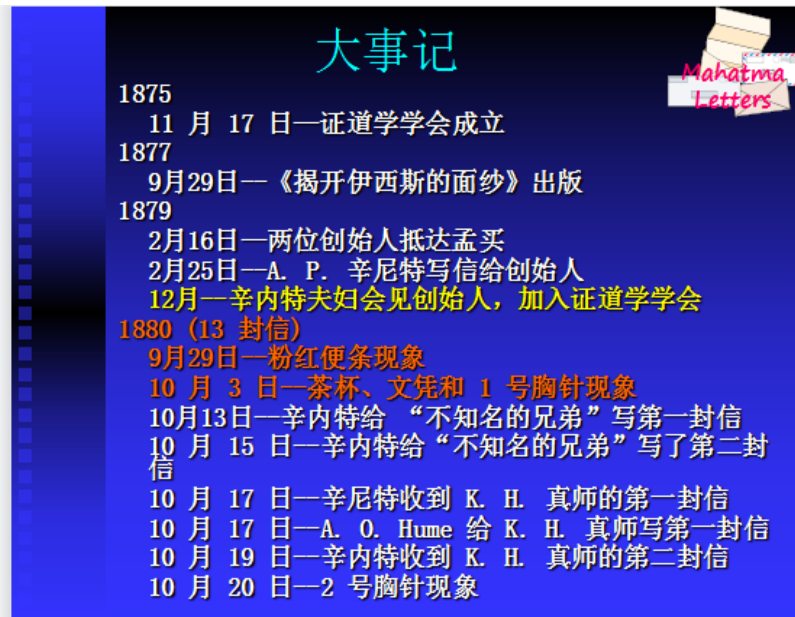 大事记
Mahatma
Letters
1875
11 月 17 日—证道学学会成立
1877
9月29日--《揭开伊西斯的面纱》出版
1879
2月16日—两位创始人抵达孟买
2月25日—A. P. 辛尼特写信给创始人
12月--辛内特夫妇会见创始人，加入证道学学会
1880 (13 封信)
9月29日—粉红便条现象
10 月 3 日—茶杯、文凭和 1 号胸针现象
10月13日—辛内特给 “不知名的兄弟”写第一封信
10 月 15 日—辛内特给“不知名的兄弟”写了第二封
信
10 月 17 日—辛尼特收到 K. H. 真师的第一封信
10 月 17 日—A. O. Hume 给 K. H. 真师写第一封信
10 月 19 日—辛内特收到 K. H. 真师的第二封信
10 月 20 日—2 号胸针现象